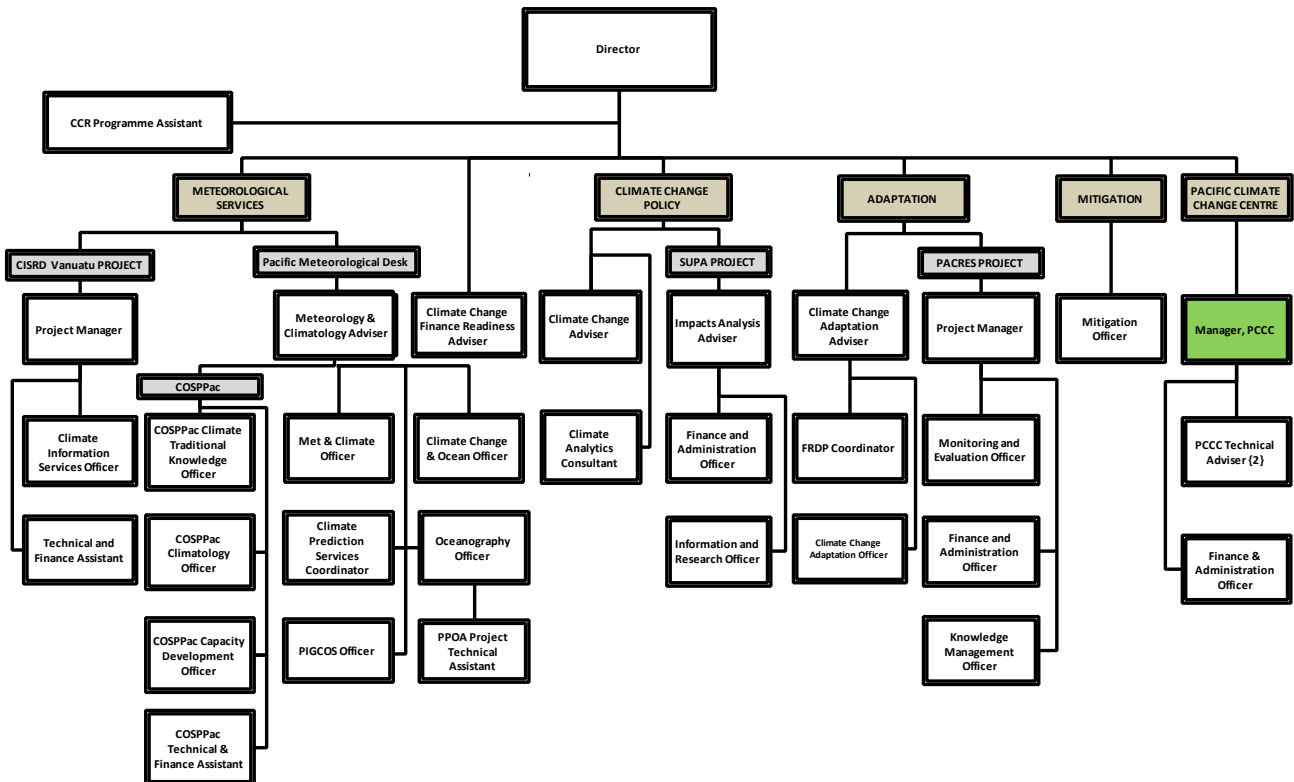 Director
CCR Programme Assistant
METEOROLOGICAL
SERVICES
CLIMATE CHANGE
POLICY
ADAPTATION
MITIGATION
PACIFIC CLIMATE
CHANGE CENTRE
CISRD Vanuatu PROJECT
Pacific Meteorological Desk
SUPA PROJECT
PACRES PROJECT
Project Manager
Meteorology &
Climatology Adviser
Climate Change
Finance Readiness
Adviser
Climate Change
Adviser
Impacts Analysis
Adviser
Climate Change
Adaptation
Adviser
Project Manager
Mitigation
Officer
Manager, PCCC
COSPPac
Climate
Information
Services Officer
COSPPac Climate
Traditional
Knowledge
Officer
Met & Climate
Officer
Climate Change
& Ocean Officer
Climate
Analytics
Consultant
Finance and
Administration
Officer
FRDP Coordinator
Monitoring and
Evaluation Officer
PCCC Technical
Adviser {2}
Technical and
Finance Assistant
COSPPac
Climatology
Officer
Climate
Prediction
Services
Coordinator
Oceanography
Officer
Information and
Research Officer
Climate Change
Adaptation Officer
Finance and
Administration
Officer
Finance &
Administration
Officer
COSPPac Capacity
Development
Officer
PIGCOS Officer
PPOA Project
Technical
Assistant
Knowledge
Management
Officer
COSPPac
Technical &
Finance Assistant